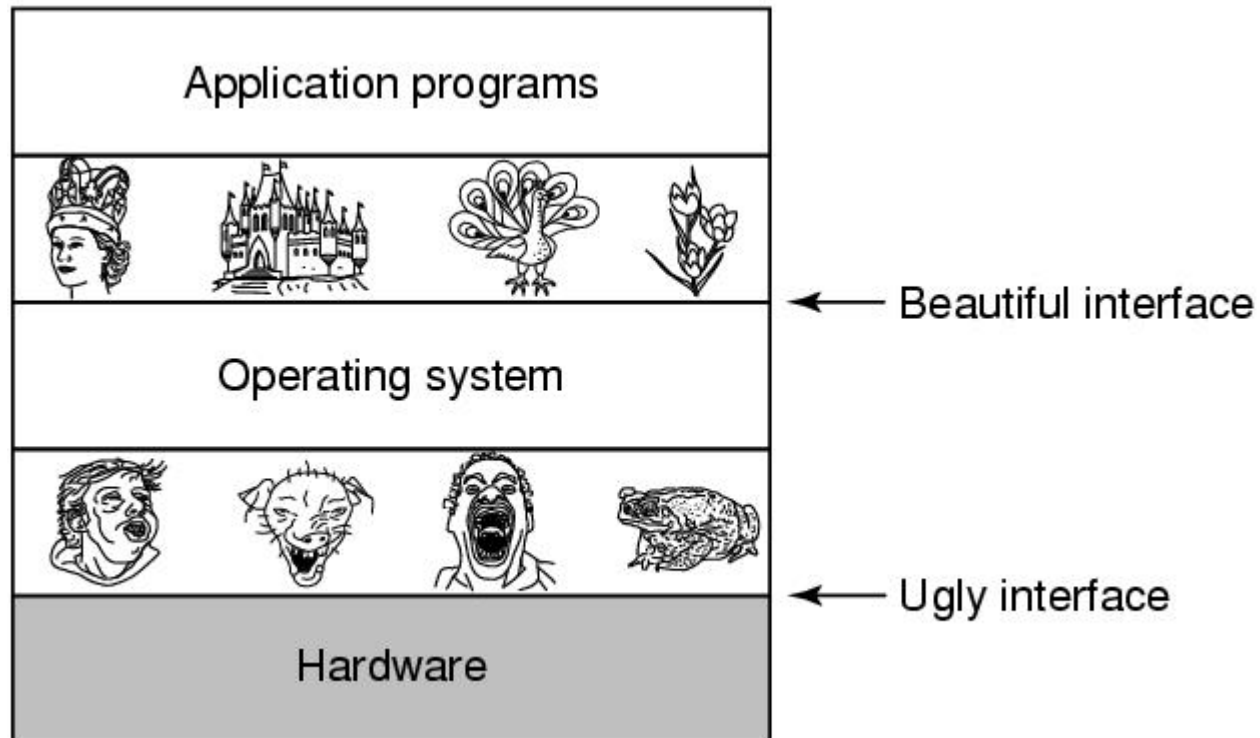 Application programs
Beautiful interface
Operating system
Ugly interface
Hardware